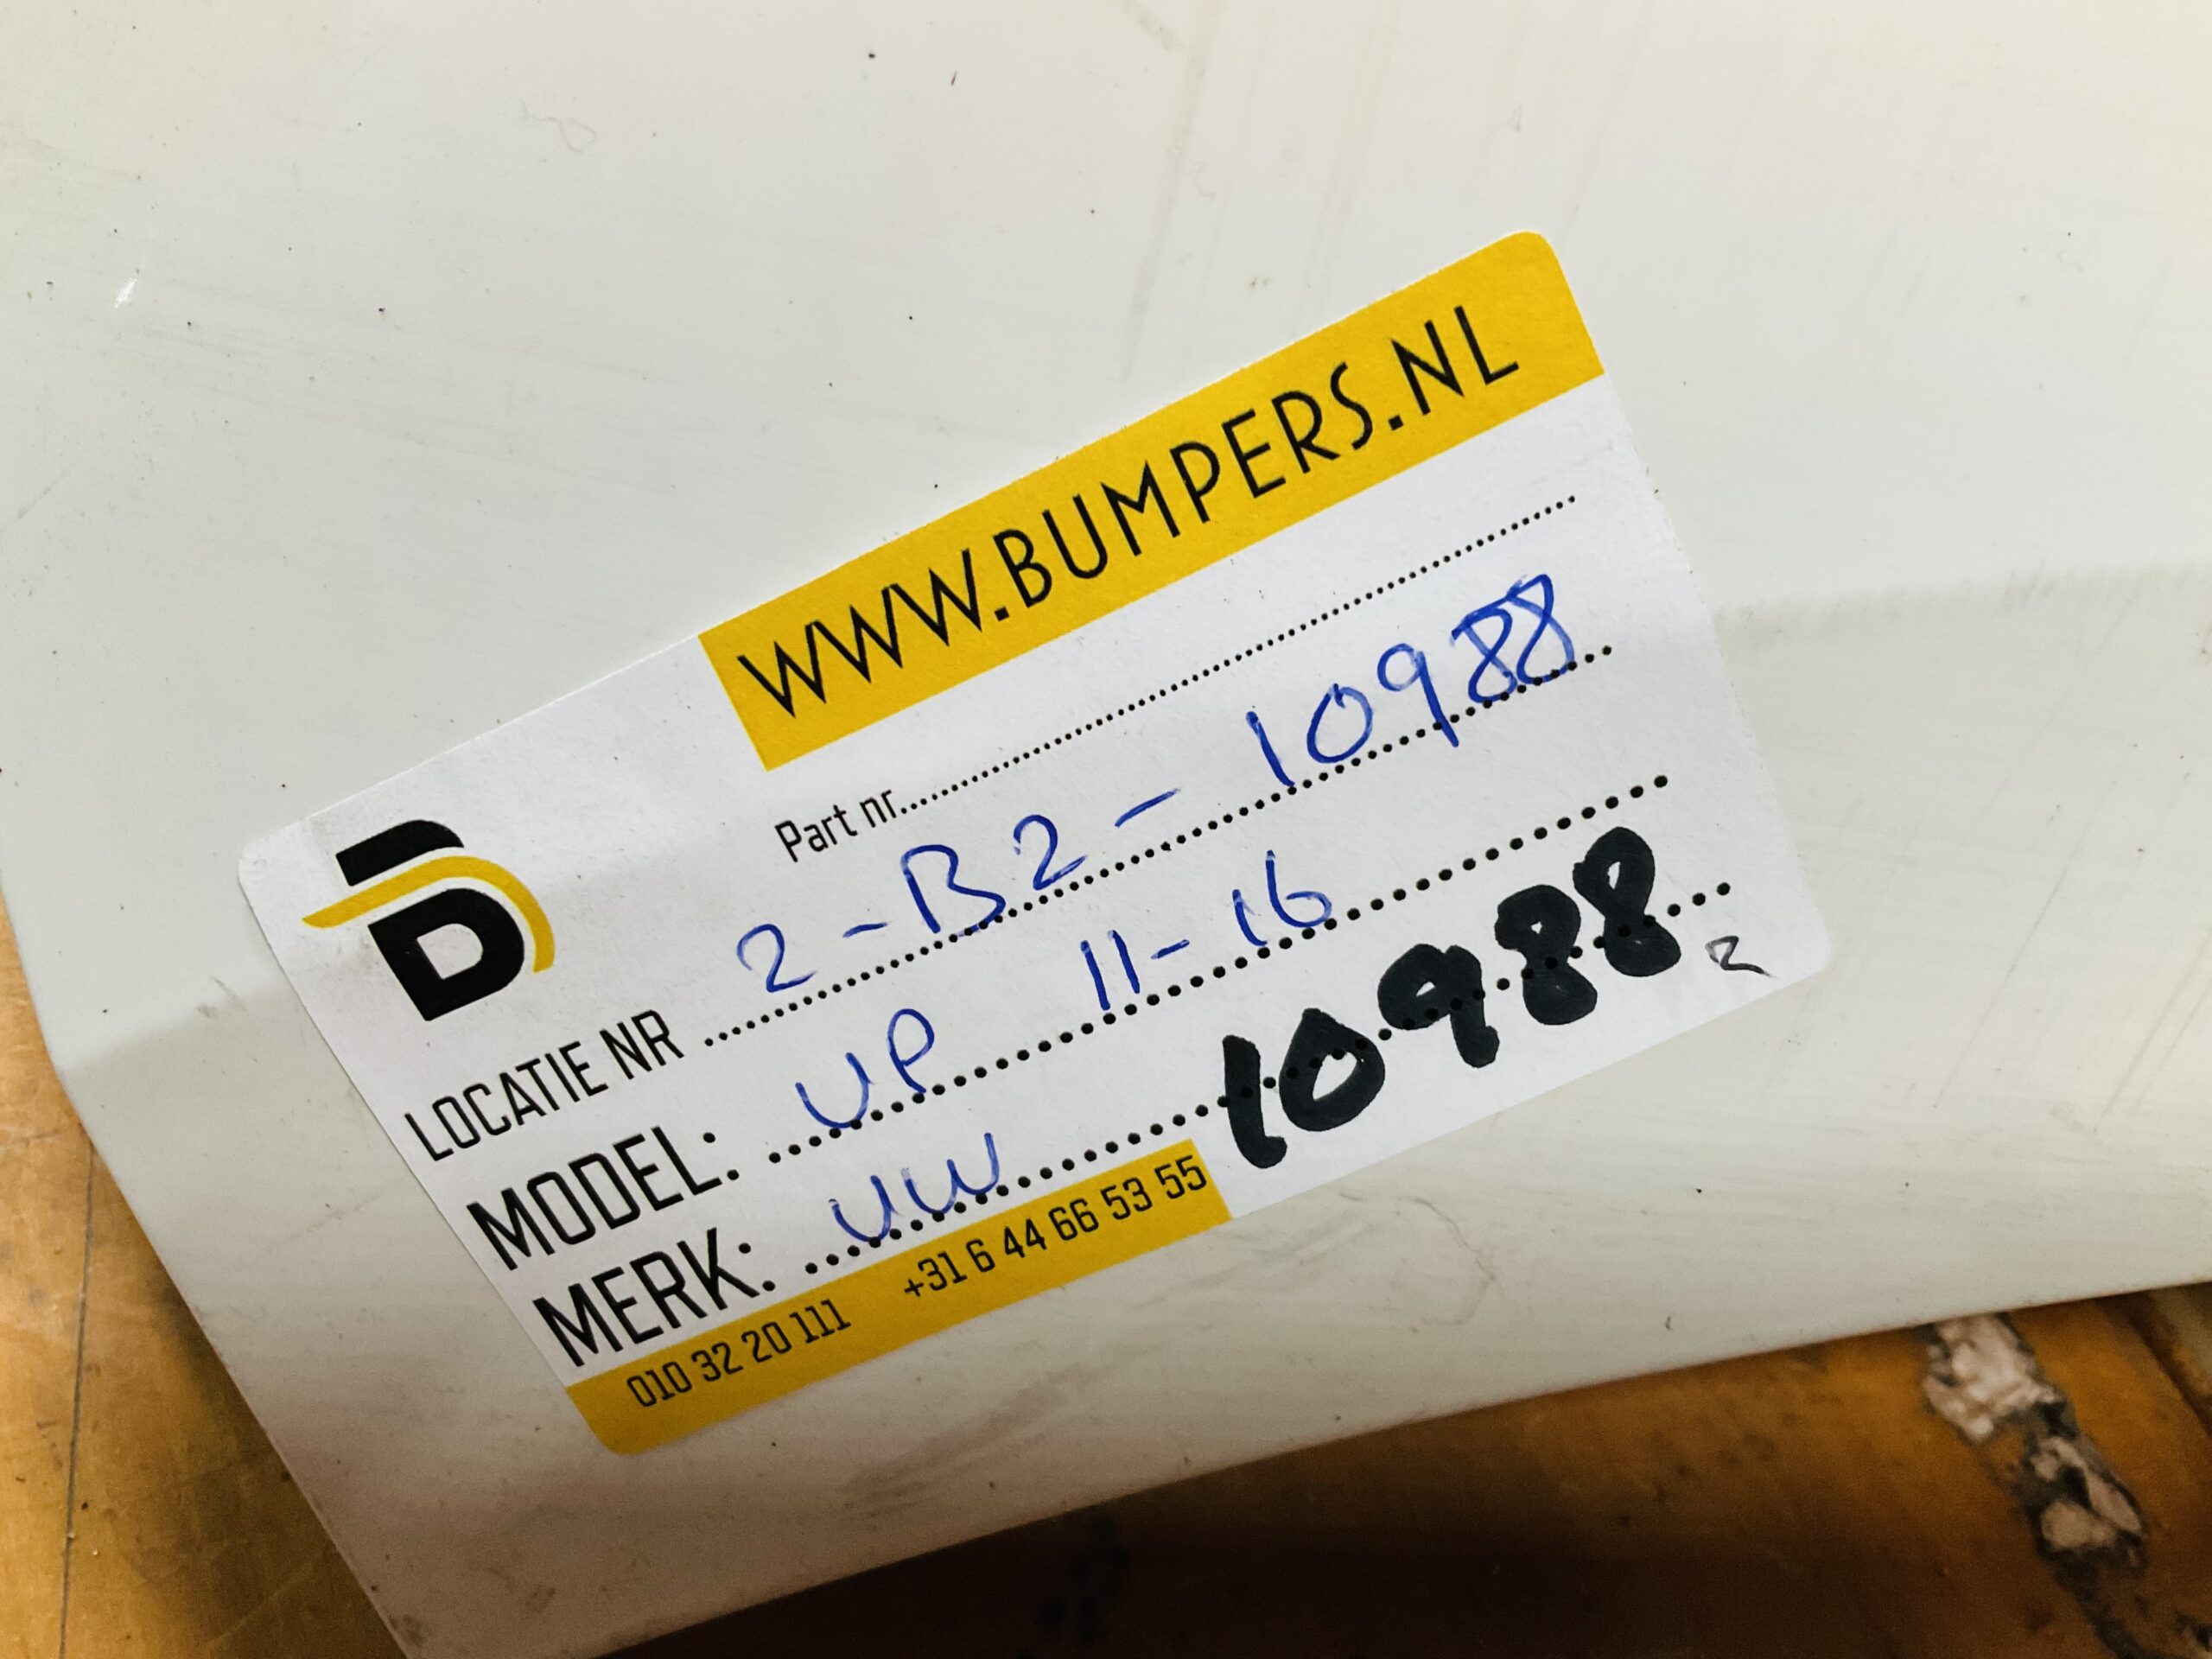 WWW.BUMPERS.NL
Part nr.
LOCATIE NR 2-B2-10988
MODEL: UP 11-16
MERK: VW 10988
2
010 32 20 111 +31 6 44 66 53 55